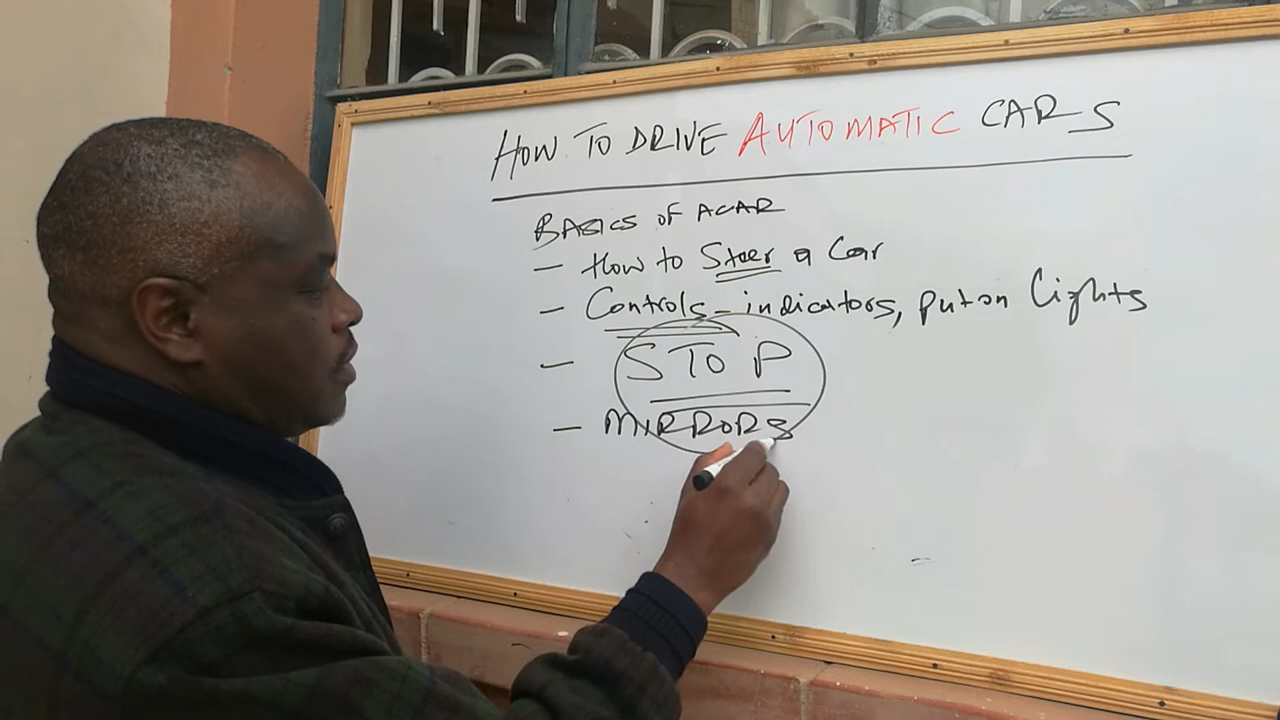 HOW TO DRIVE AUTOMATIC CARS
BASICS OF A CAR
- How to Steer a Car
- Controls - indicators, put on lights
- STOP
- MIRRORS